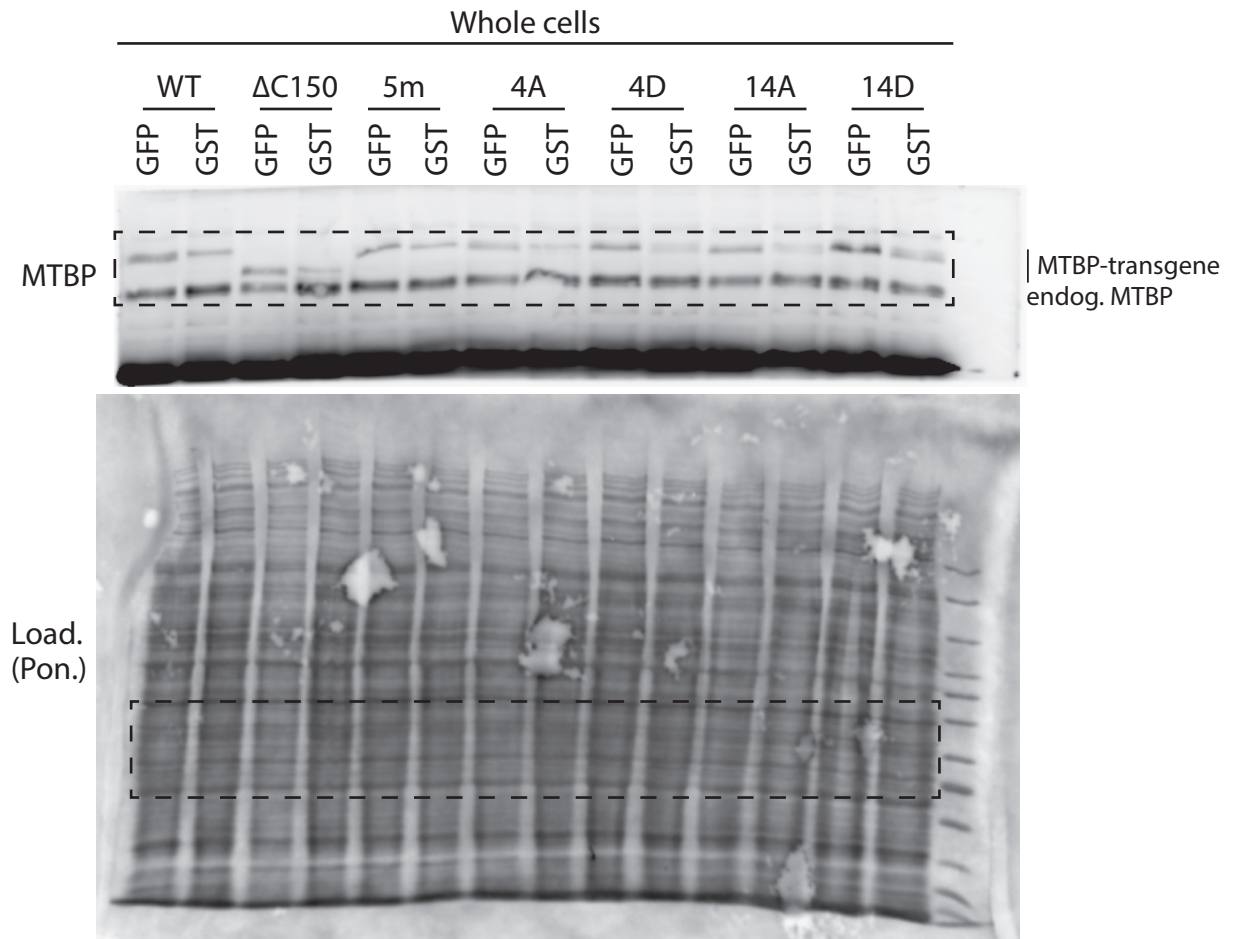 Whole cells
WT ΔC150 5m 4A 4D 14A 14D
GFP GST GFP GST GFP GST GFP GST GFP GST GFP GST GFP GST
MTBP
MTBP-transgene
endog. MTBP
Load.
(Pon.)